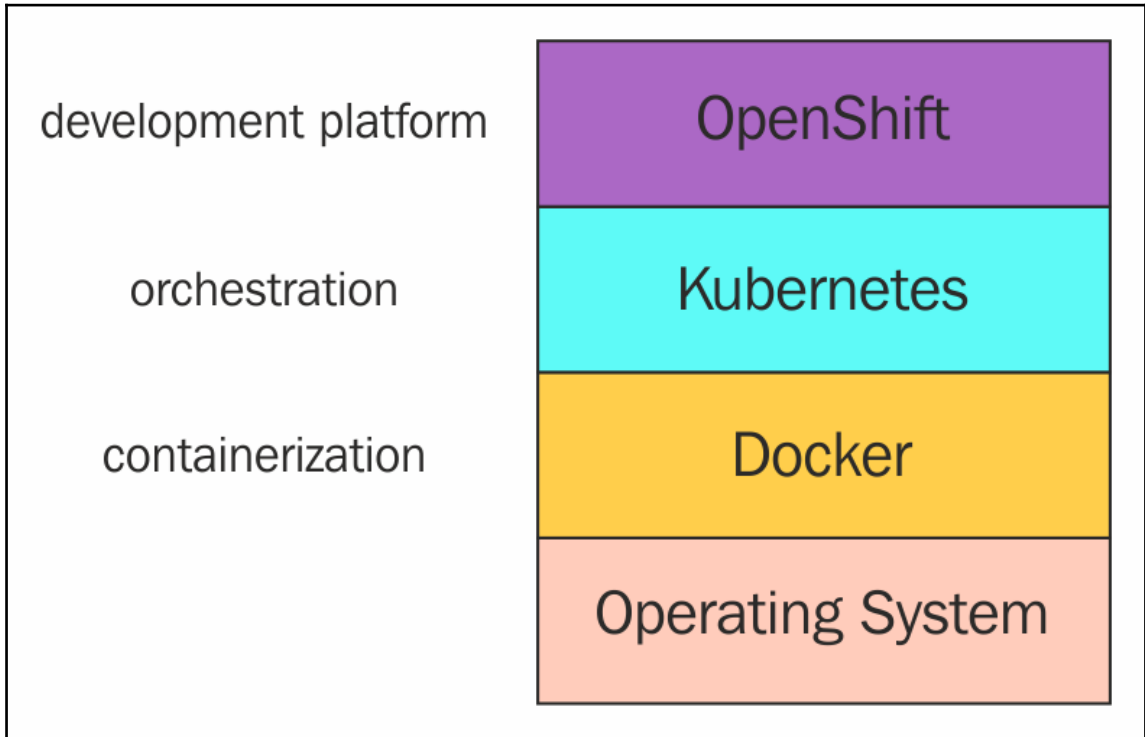 development platform
OpenShift
orchestration
Kubernetes
containerization
Docker
Operating System